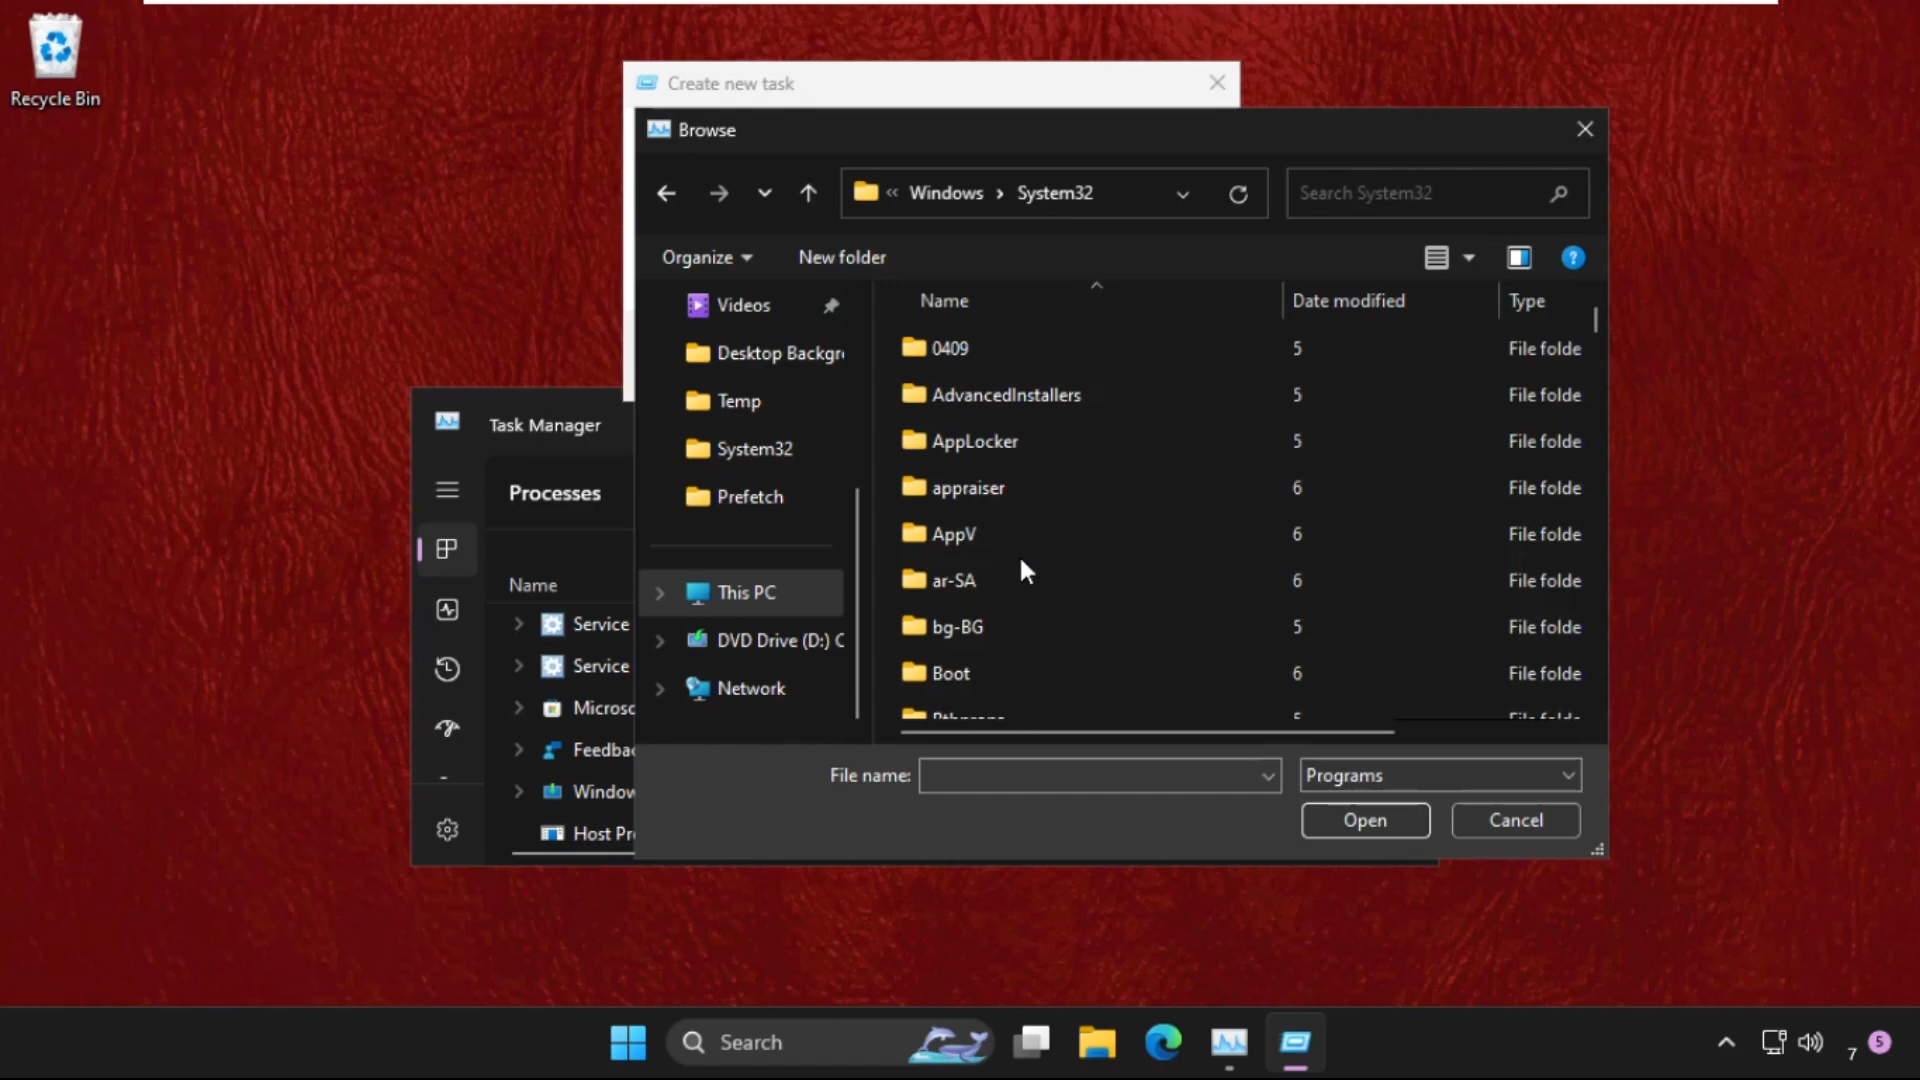 Recycle Bin
Create new task
Browse
«
Windows > System32
Search System32
Organize
New folder
?
Name
Date modified
Type
Videos
Desktop Backgr
Temp
System32
Prefetch
This PC
DVD Drive (D:) C
Network
0409 5 File folde
AdvancedInstallers 5 File folde
AppLocker 5 File folde
appraiser 6 File folde
AppV 6 File folde
ar-SA 6 File folde
bg-BG 5 File folde
Boot 6 File folde
File name:
Programs
Open
Cancel
Task Manager
Processes
Name
Service
Service
Microso
Feedba
Window
Host Pr
Search
7
5